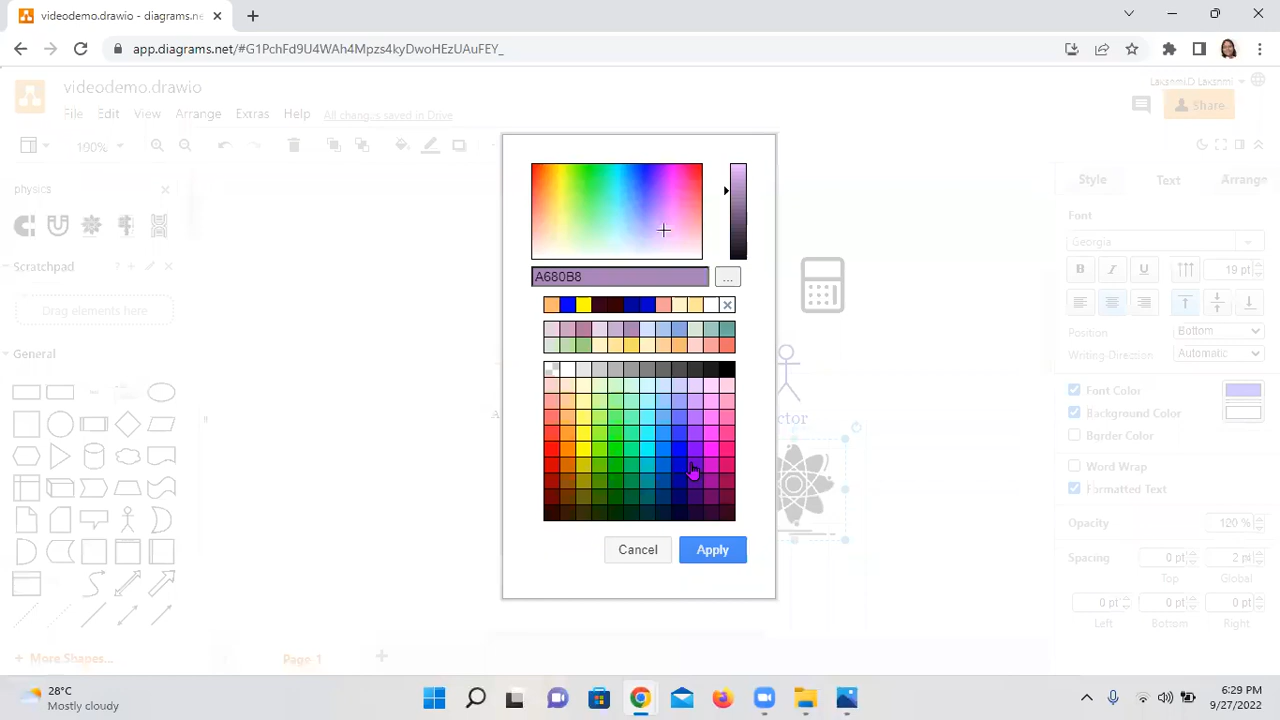 videodemo.drawio - diagrams.ne
app.diagrams.net/#G1PchFd9U4WAh4Mpzs4kyDwoHEzUAuFEY_
videodemo.drawio
File Edit View Arrange Extras Help All changes saved in Drive
Share
100%
physics
Scratchpad
?
Drag elements here
General
More Shapes...
Page-1
A680B8
...
Cancel
Apply
ctor
Style Text Arrange
Font
Georgia
B I U 19 pt
Position Bottom
Writing-Direction Automatic
Font Color
Background Color
Border Color
Word Wrap
Formatted Text
Opacity 120 %
Spacing 0 pt 2 pt
Top Global
0 pt 0 pt 0 pt
Left Bottom Right
28°C
Mostly cloudy
6:29 PM
9/27/2022